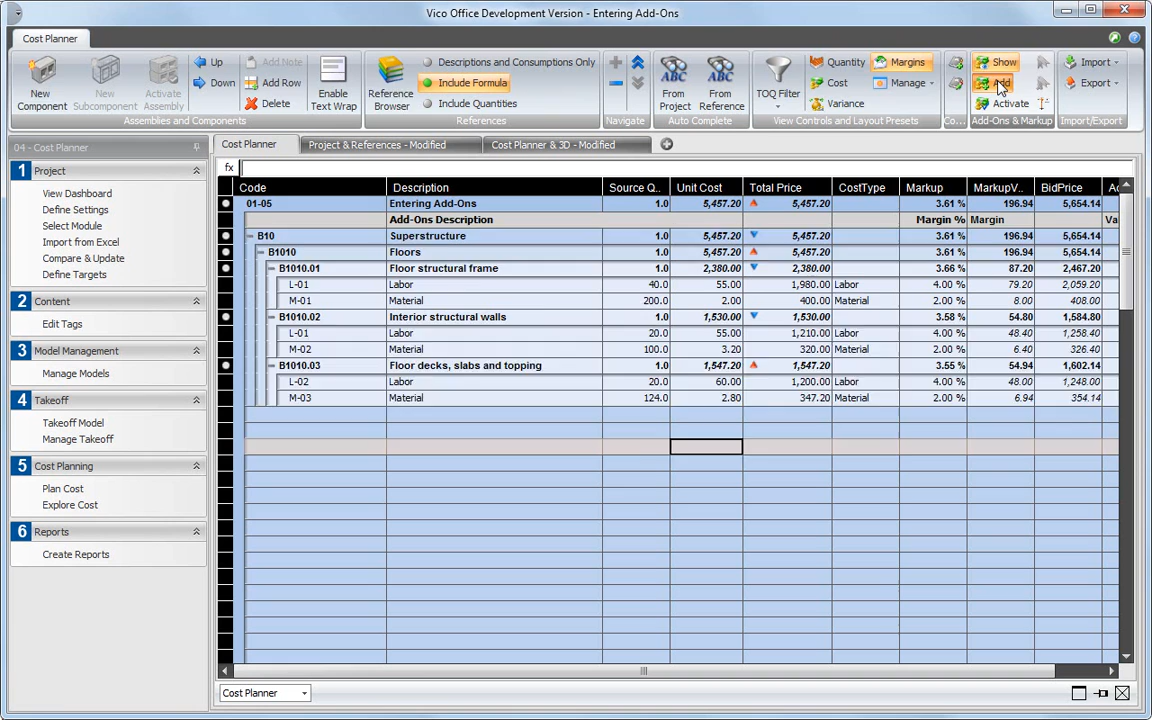 Vico Office Development Version - Entering Add-Ons
Cost Planner
New Component
New Subcomponent
Activate Assembly
Up
Down
Add Note
Add Row
Delete
Enable Text Wrap
Assemblies and Components
Reference Browser
Descriptions and Consumptions Only
Include Formula
Include Quantities
References
Navigate
From Project
From Reference
Auto Complete
TOQ Filter
Quantity
Cost
Variance
Margins
Manage
View Controls and Layout Presets
Co...
Show
Add
Activate
Add-Ons & Markup
Import
Export
Import/Export
04 - Cost Planner
1 Project
View Dashboard
Define Settings
Select Module
Import from Excel
Compare & Update
Define Targets
2 Content
Edit Tags
3 Model Management
Manage Models
4 Takeoff
Takeoff Model
Manage Takeoff
5 Cost Planning
Plan Cost
Explore Cost
6 Reports
Create Reports
Cost Planner Project & References - Modified Cost Planner & 3D - Modified
fx
Code Description Source Q.. Unit Cost Total Price CostType Markup MarkupV.. BidPrice
01-05 Entering Add-Ons 1.0 5,457.20 5,457.20 3.61 % 196.94 5,654.14
Add-Ons Description Margin % Margin Va
B10 Superstructure 1.0 5,457.20 5,457.20 3.61 % 196.94 5,654.14
B1010 Floors 1.0 5,457.20 5,457.20 3.61 % 196.94 5,654.14
B1010.01 Floor structural frame 1.0 2,380.00 2,380.00 3.66 % 87.20 2,467.20
L-01 Labor 40.0 55.00 1,980.00 Labor 4.00 % 79.20 2,059.20
M-01 Material 200.0 2.00 400.00 Material 2.00 % 8.00 408.00
B1010.02 Interior structural walls 1.0 1,530.00 1,530.00 3.58 % 54.80 1,584.80
L-01 Labor 20.0 55.00 1,210.00 Labor 4.00 % 48.40 1,258.40
M-02 Material 100.0 3.20 320.00 Material 2.00 % 6.40 326.40
B1010.03 Floor decks, slabs and topping 1.0 1,547.20 1,547.20 3.55 % 54.94 1,602.14
L-02 Labor 20.0 60.00 1,200.00 Labor 4.00 % 48.00 1,248.00
M-03 Material 124.0 2.80 347.20 Material 2.00 % 6.94 354.14
Cost Planner